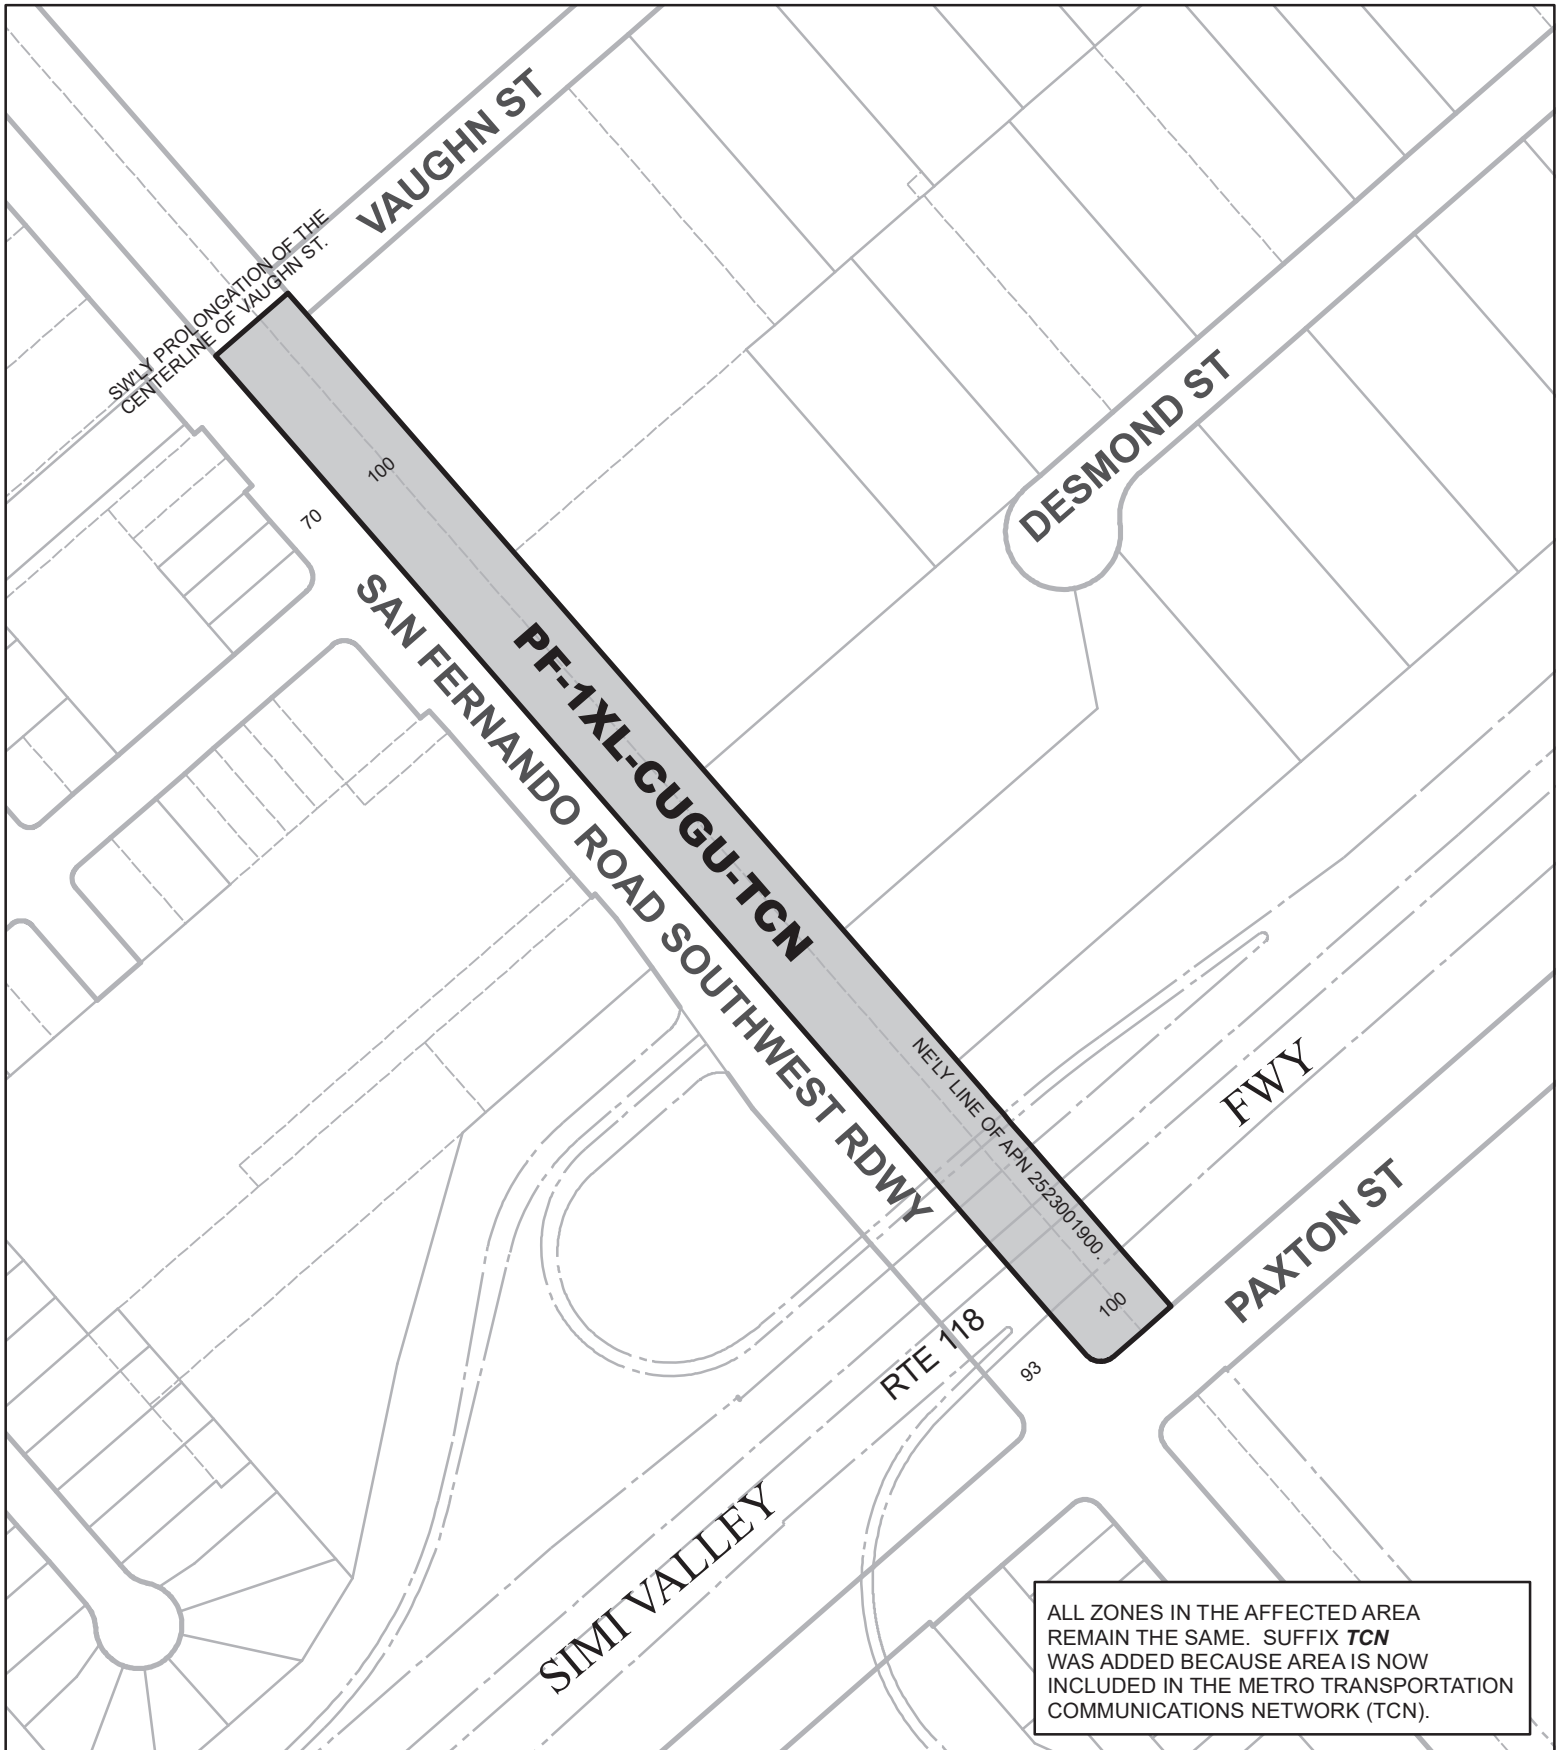 VAUGHN ST
SW'LY PROLONGATION OF THE
CENTERLINE OF VAUGHN ST.
DESMOND ST
100
70
SAN FERNANDO ROAD SOUTHWEST RDWY
PF-1XL-CUGU-TCN
NE'LY LINE OF APN 2523001900.
FWY
PAXTON ST
100
RTE 118
93
SIMI VALLEY
ALL ZONES IN THE AFFECTED AREA
REMAIN THE SAME. SUFFIX TCN
WAS ADDED BECAUSE AREA IS NOW
INCLUDED IN THE METRO TRANSPORTATION
COMMUNICATIONS NETWORK (TCN).